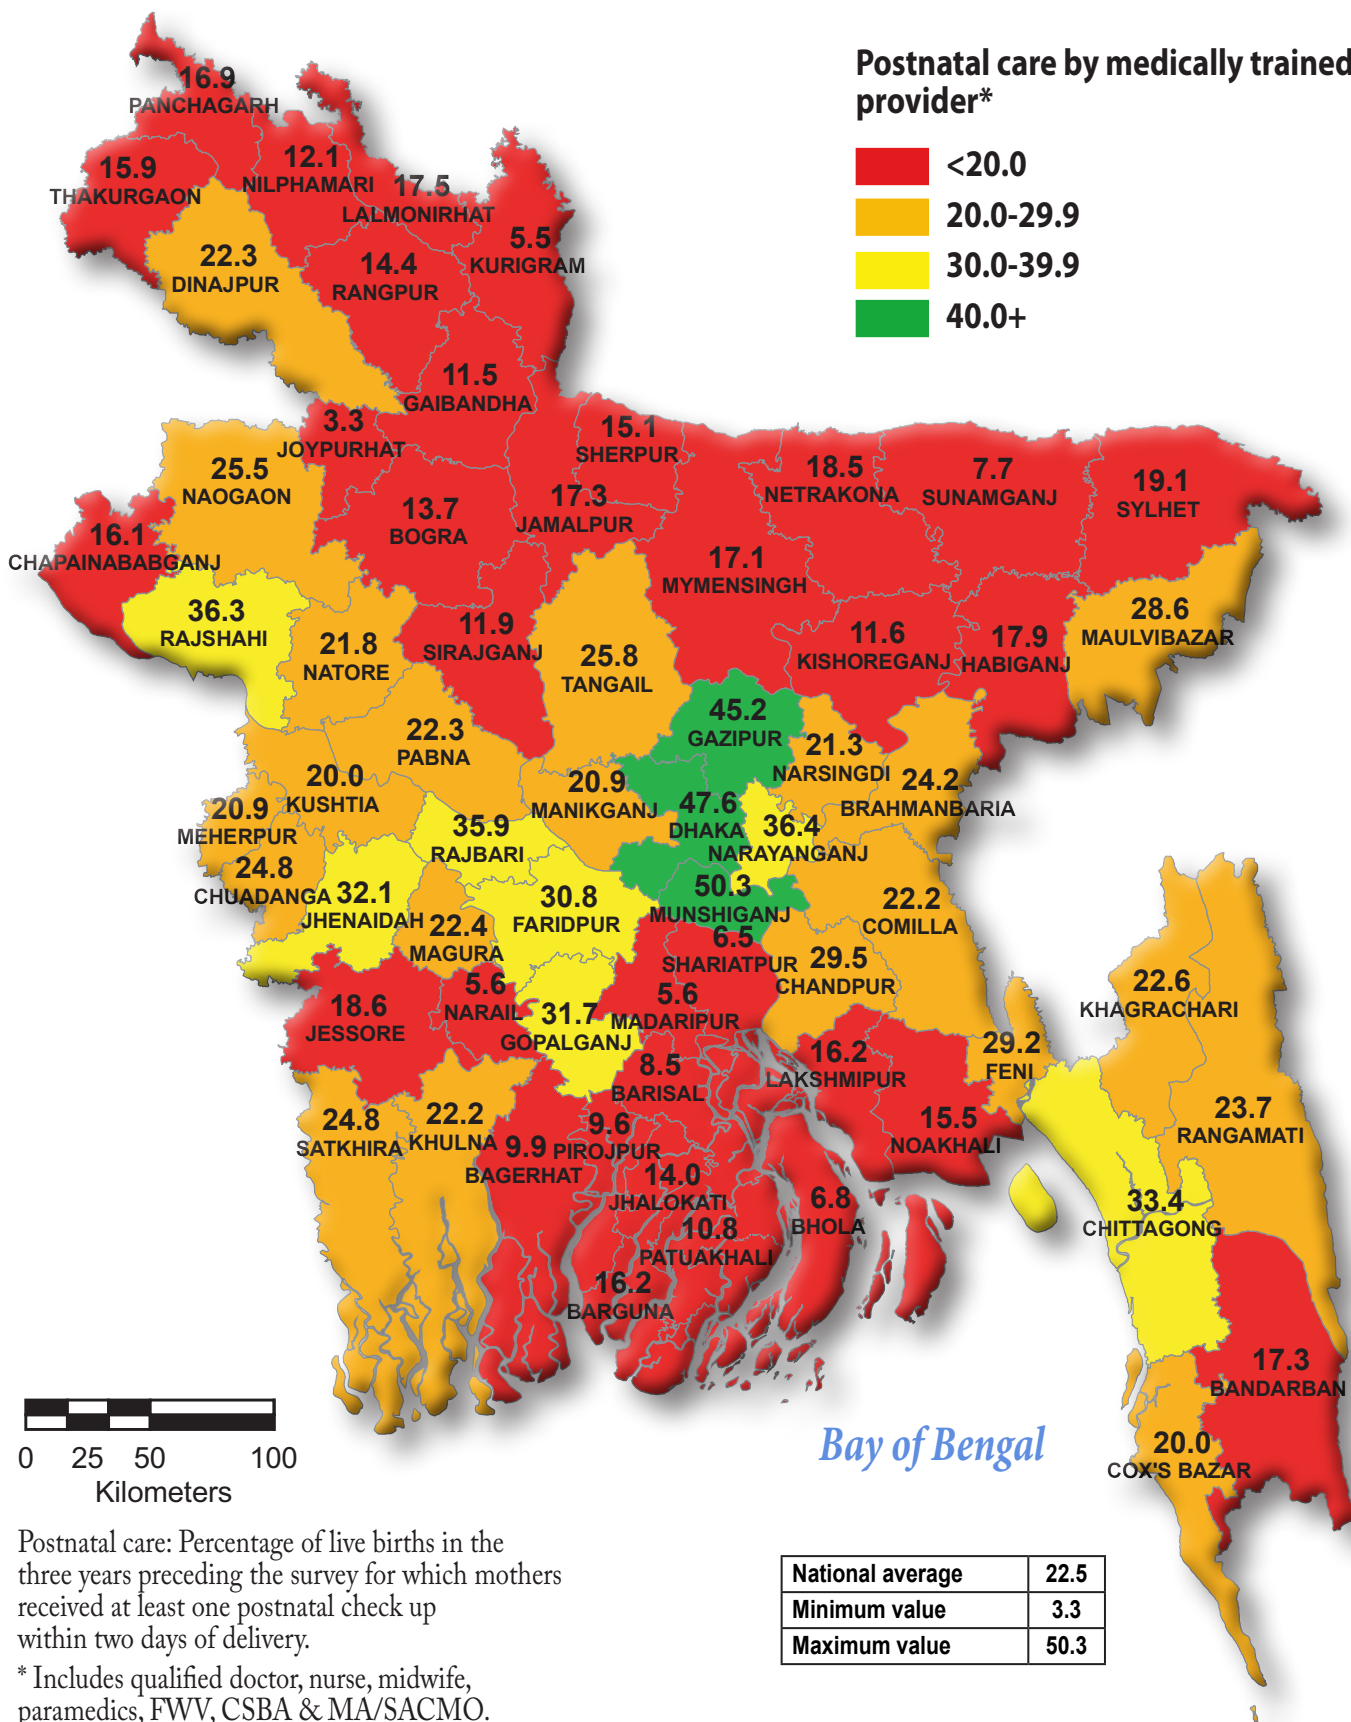 Postnatal care by medically trained
provider*
<20.0
20.0-29.9
30.0-39.9
40.0+
16.9
PANCHAGARH
15.9
THAKURGAON
12.1
NILPHAMARI
17.5
LALMONIRHAT
5.5
KURIGRAM
22.3
DINAJPUR
14.4
RANGPUR
11.5
GAIBANDHA
3.3
JOYPURHAT
15.1
SHERPUR
25.5
NAOGAON
13.7
BOGRA
17.3
JAMALPUR
18.5
NETRAKONA
7.7
SUNAMGANJ
19.1
SYLHET
16.1
CHAPAINABABGANJ
17.1
MYMENSINGH
36.3
RAJSHAHI
21.8
NATORE
11.9
SIRAJGANJ
25.8
TANGAIL
11.6
KISHOREGANJ
17.9
HABIGANJ
28.6
MAULVIBAZAR
22.3
PABNA
45.2
GAZIPUR
21.3
NARSINGDI
24.2
BRAHMANBARIA
20.0
KUSHTIA
20.9
MANIKGANJ
47.6
DHAKA
36.4
NARAYANGANJ
20.9
MEHERPUR
35.9
RAJBARI
24.8
CHUADANGA
32.1
JHENAIDAH
22.4
MAGURA
30.8
FARIDPUR
50.3
MUNSHIGANJ
22.2
COMILLA
6.5
SHARIATPUR
29.5
CHANDPUR
18.6
JESSORE
5.6
NARAIL
31.7
GOPALGANJ
5.6
MADARIPUR
22.6
KHAGRACHARI
8.5
BARISAL
16.2
LAKSHMIPUR
29.2
FENI
24.8
SATKHIRA
22.2
KHULNA
9.9
BAGERHAT
9.6
PIROJPUR
15.5
NOAKHALI
23.7
RANGAMATI
14.0
JHALOKATI
6.8
BHOLA
33.4
CHITTAGONG
10.8
PATUAKHALI
16.2
BARGUNA
17.3
BANDARBAN
20.0
COX'S BAZAR
Bay of Bengal
0 25 50 100
Kilometers
Postnatal care: Percentage of live births in the
three years preceding the survey for which mothers
received at least one postnatal check up
within two days of delivery.
* Includes qualified doctor, nurse, midwife,
paramedics, FWV, CSBA & MA/SACMO.
National average 22.5
Minimum value 3.3
Maximum value 50.3